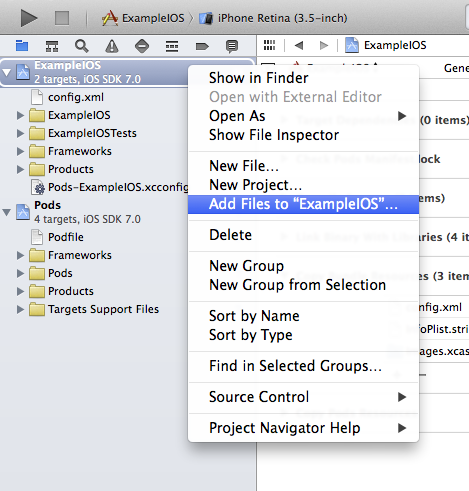 ExampleIOS
iPhone Retina (3.5-inch)
ExampleIOS
ExampleIOS
2 targets, iOS SDK 7.0
config.xml
ExampleIOS
ExampleIOSTests
Frameworks
Products
Pods-ExampleIOS.xcconfig
Pods
4 targets, iOS SDK 7.0
Podfile
Frameworks
Pods
Products
Targets Support Files
Show in Finder
Open with External Editor
Open As
Show File Inspector
New File...
New Project...
Add Files to “ExampleIOS”...
Delete
New Group
New Group from Selection
Sort by Name
Sort by Type
Find in Selected Groups...
Source Control
Project Navigator Help
Gene
(0 items)
lock
ms)
Libraries (4 it
(3 item
nfig.xml
foPlist.stri
ages.xcas